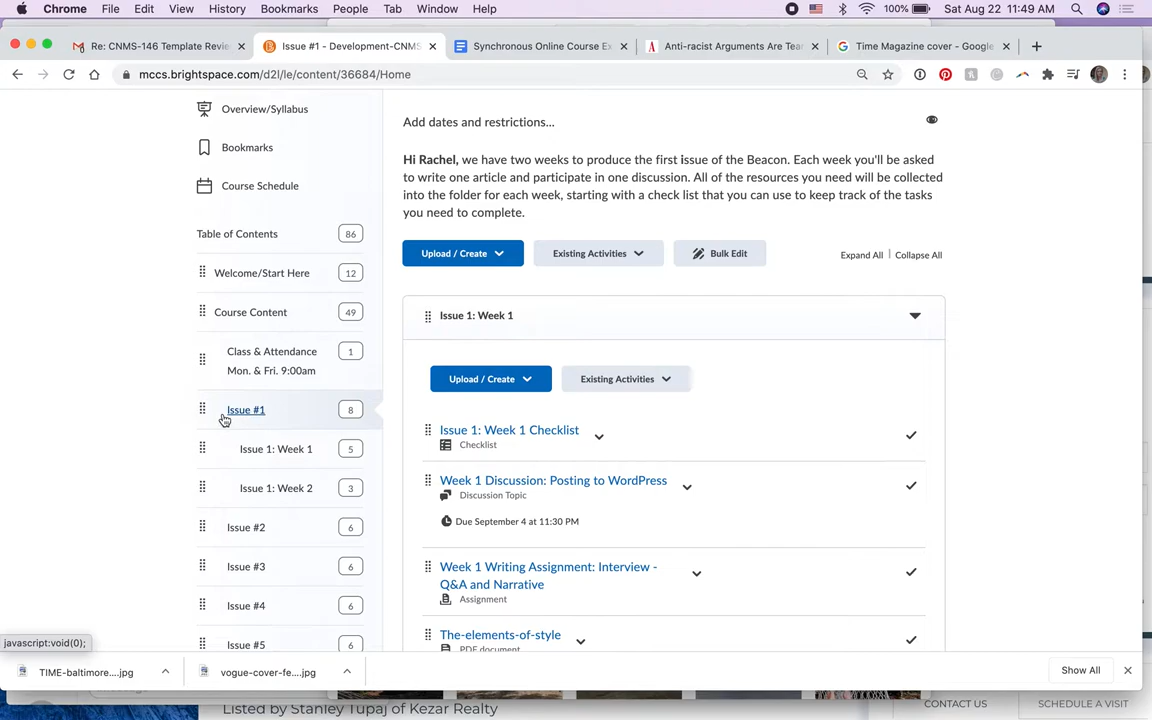 Chrome File Edit View History Bookmarks People Tab Window Help 100% Sat Aug 22 11:49 AM
Re: CNMS-146 Template Revie
Issue #1 - Development-CNMS
Synchronous Online Course Ex
Anti-racist Arguments Are Tear
Time Magazine cover - Google
mccs.brightspace.com/d2l/le/content/36684/Home
Overview/Syllabus
Bookmarks
Course Schedule
Table of Contents 86
Welcome/Start Here 12
Course Content 49
Class & Attendance 1
Mon. & Fri. 9:00am
Issue #1 8
Issue 1: Week 1 5
Issue 1: Week 2 3
Issue #2 6
Issue #3 6
Issue #4 6
Issue #5 6
Add dates and restrictions...
Hi Rachel, we have two weeks to produce the first issue of the Beacon. Each week you'll be asked
to write one article and participate in one discussion. All of the resources you need will be collected
into the folder for each week, starting with a check list that you can use to keep track of the tasks
you need to complete.
Upload / Create Existing Activities Bulk Edit Expand All Collapse All
Issue 1: Week 1
Upload / Create Existing Activities
Issue 1: Week 1 Checklist
Checklist
Week 1 Discussion: Posting to WordPress
Discussion Topic
Due September 4 at 11:30 PM
Week 1 Writing Assignment: Interview -
Q&A and Narrative
Assignment
The-elements-of-style
PDF document
javascript:void(0);
TIME-baltimore....jpg
vogue-cover-fe....jpg
Show All
Listed by Stanley Tupaj of Kezar Realty
CONTACT US
SCHEDULE A VISIT